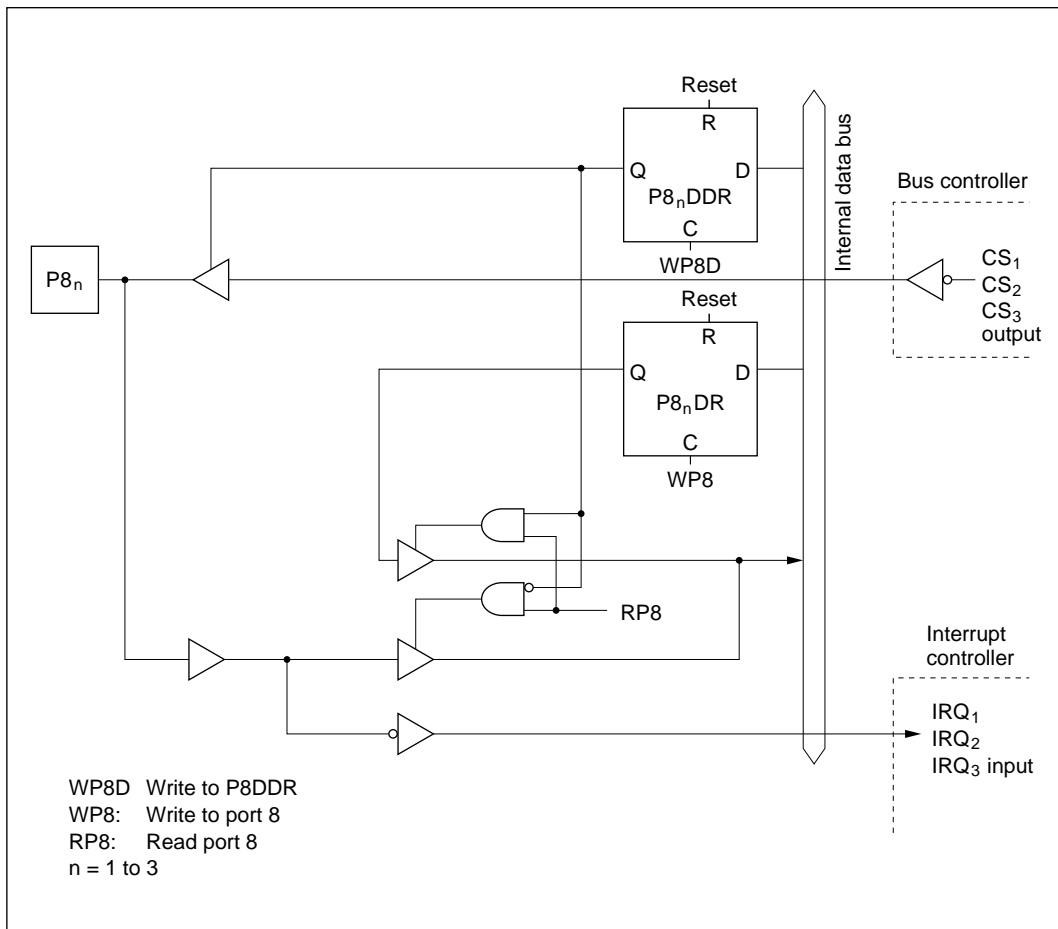 Reset
R
Q
D
P8nDDR
C
WP8D
Internal data bus
Bus controller
CS1
CS2
CS3
output
P8n
Reset
R
Q
D
P8nDR
C
WP8
RP8
Interrupt
controller
IRQ1
IRQ2
IRQ3 input
WP8D Write to P8DDR
WP8: Write to port 8
RP8: Read port 8
n = 1 to 3